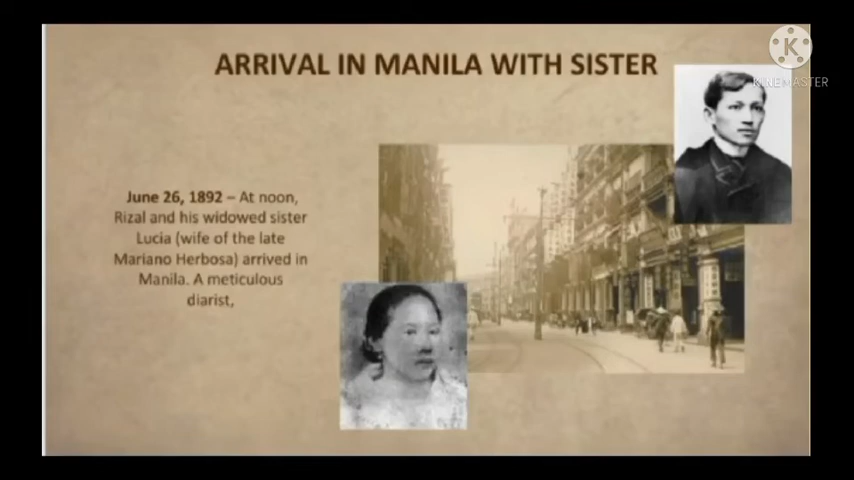 ARRIVAL IN MANILA WITH SISTER
K
KINEMASTER
June 26, 1892 – At noon,
Rizal and his widowed sister
Lucia (wife of the late
Mariano Herbosa) arrived in
Manila. A meticulous
diarist,